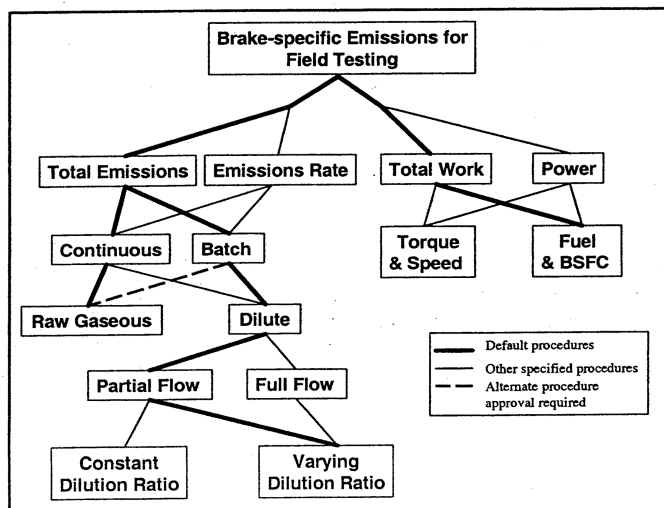 Brake-specific Emissions for
Field Testing
Total Emissions
Emissions Rate
Total Work
Power
Continuous
Batch
Torque
& Speed
Fuel
& BSFC
Raw Gaseous
Dilute
Default procedures
Other specified procedures
Alternate procedure
approval required
Partial Flow
Full Flow
Constant
Dilution Ratio
Varying
Dilution Ratio